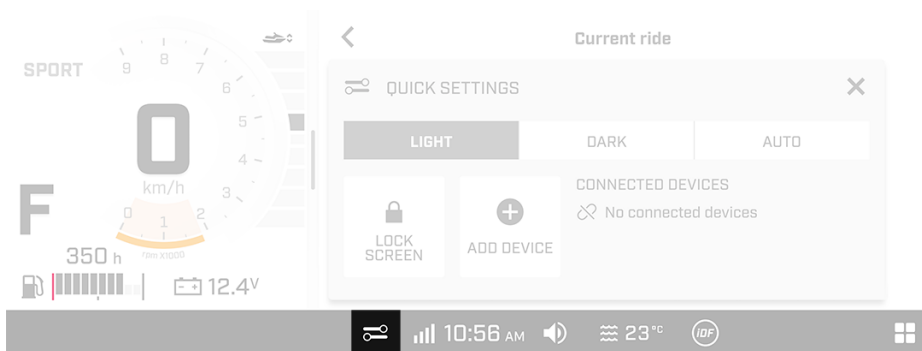 SPORT
9
8
7
6
5
4
3
2
1
0
0
km/h
F
rpm X1000
350 h
12.4V
Current ride
QUICK SETTINGS
LIGHT
DARK
AUTO
LOCK
SCREEN
ADD DEVICE
CONNECTED DEVICES
No connected devices
10:56 AM
23°C
iDF